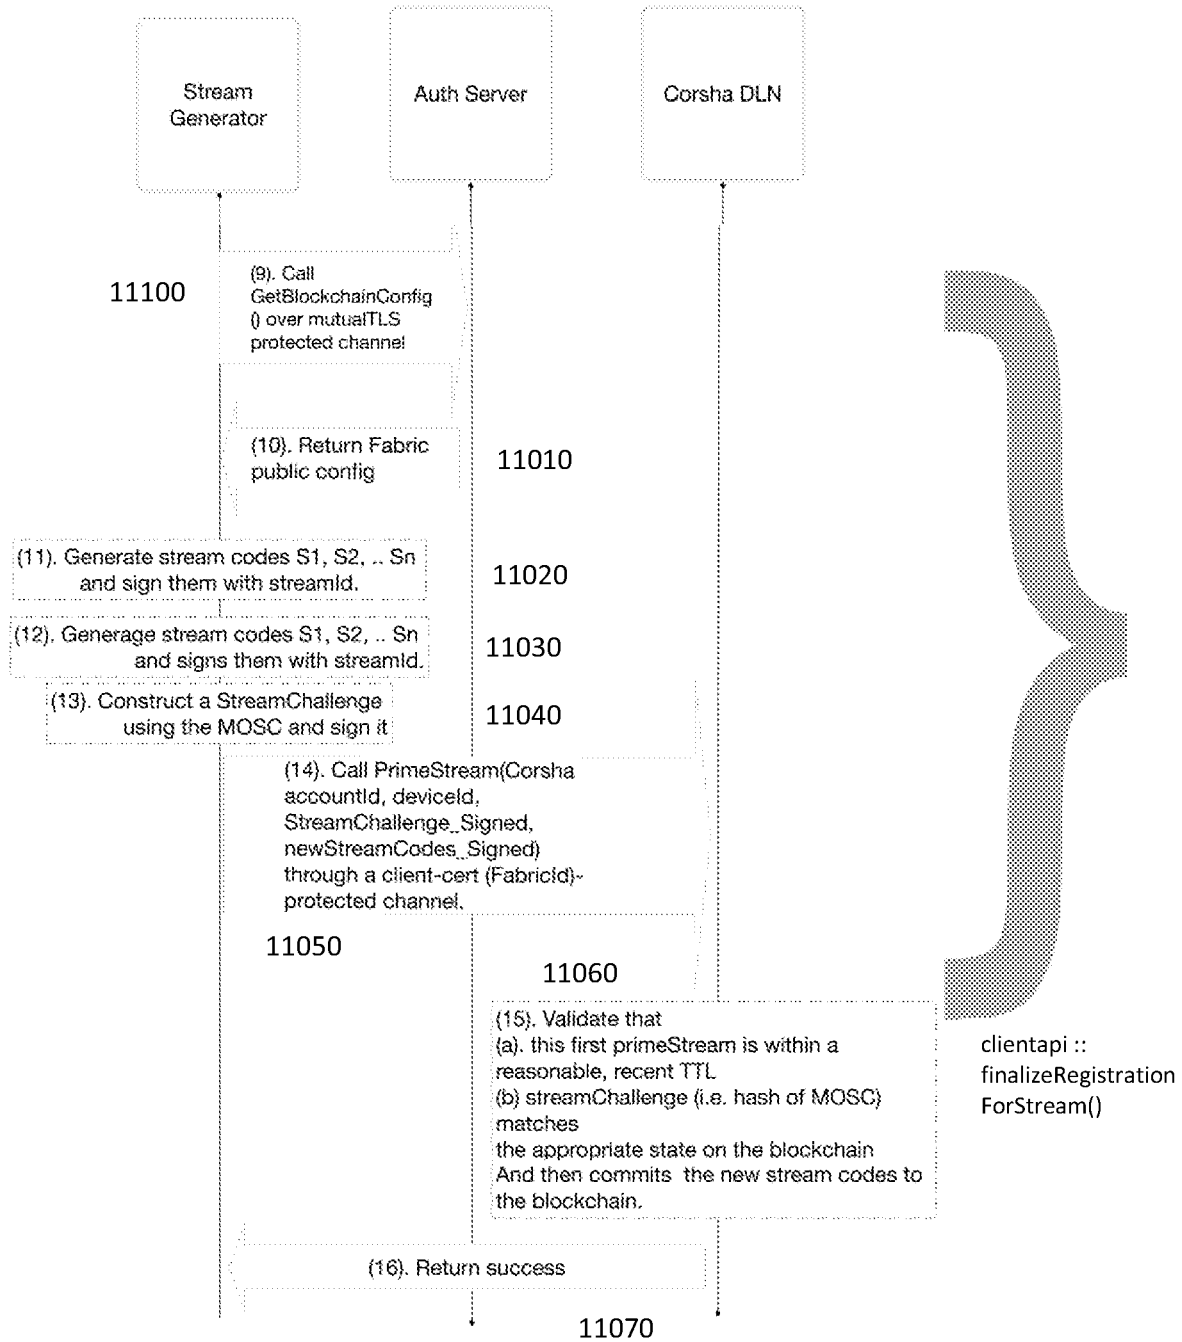 Stream
Generator
Auth Server
Corsha DLN
11100
(9). Call
GetBlockchainConfig
() over mutualTLS
protected channel
(10). Return Fabric
public config
11010
(11). Generate stream codes S1, S2, .. Sn
and sign them with streamId.
11020
(12). Generage stream codes S1, S2, .. Sn
and signs them with streamId.
11030
(13). Construct a StreamChallenge
using the MOSC and sign it
11040
(14). Call PrimeStream(Corsha
accountId, deviceId,
StreamChallenge_Signed,
newStreamCodes_Signed)
through a client-cert (FabricId)-
protected channel.
11050
11060
(15). Validate that
(a). this first primeStream is within a
reasonable, recent TTL
(b) streamChallenge (i.e. hash of MOSC)
matches
the appropriate state on the blockchain
And then commits the new stream codes to
the blockchain.
clientapi ::
finalizeRegistration
ForStream()
(16). Return success
11070